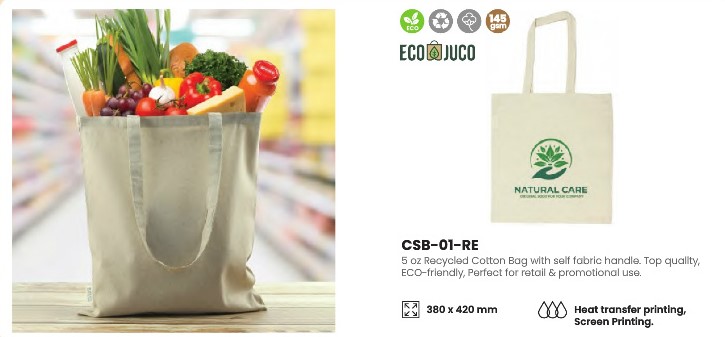 ECO
145
gsm
ECO JUCO
NATURAL CARE
CSB-01-RE
5 oz Recycled Cotton Bag with self fabric handle. Top quality,
ECO-friendly, Perfect for retail & promotional use.
380 x 420 mm
Heat transfer printing,
Screen Printing.